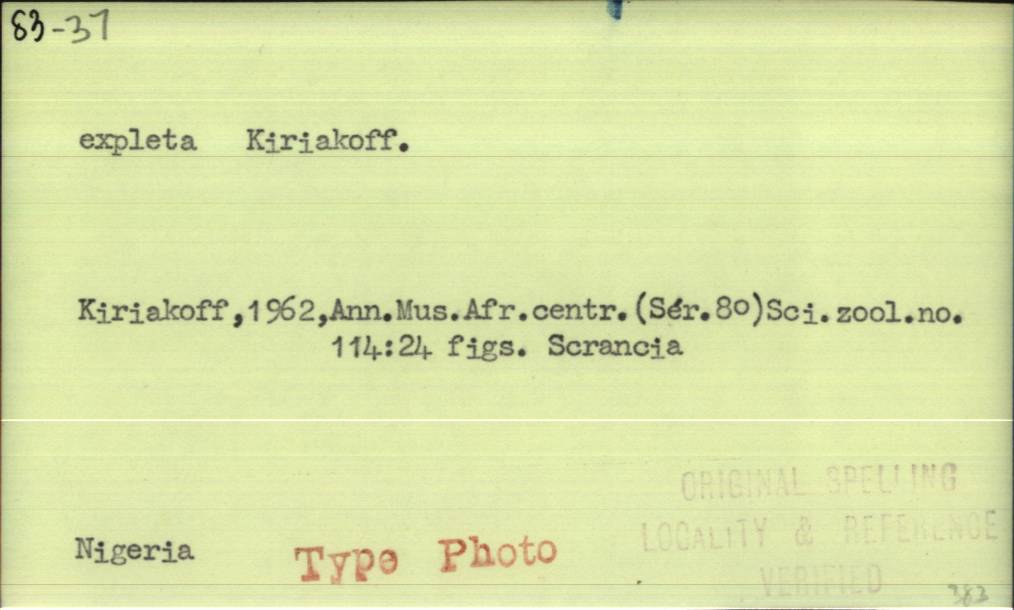 83-37
expleta Kiriakoff.
Kiriakoff,1962,Ann.Mus.Afr.centr.(Sér.8º)Sci.zool.no.
114:24 figs. Scrancia
ORIGINAL SPELLING
LOCALITY & REFERENCE
VERIFIED
Nigeria Type Photo
383